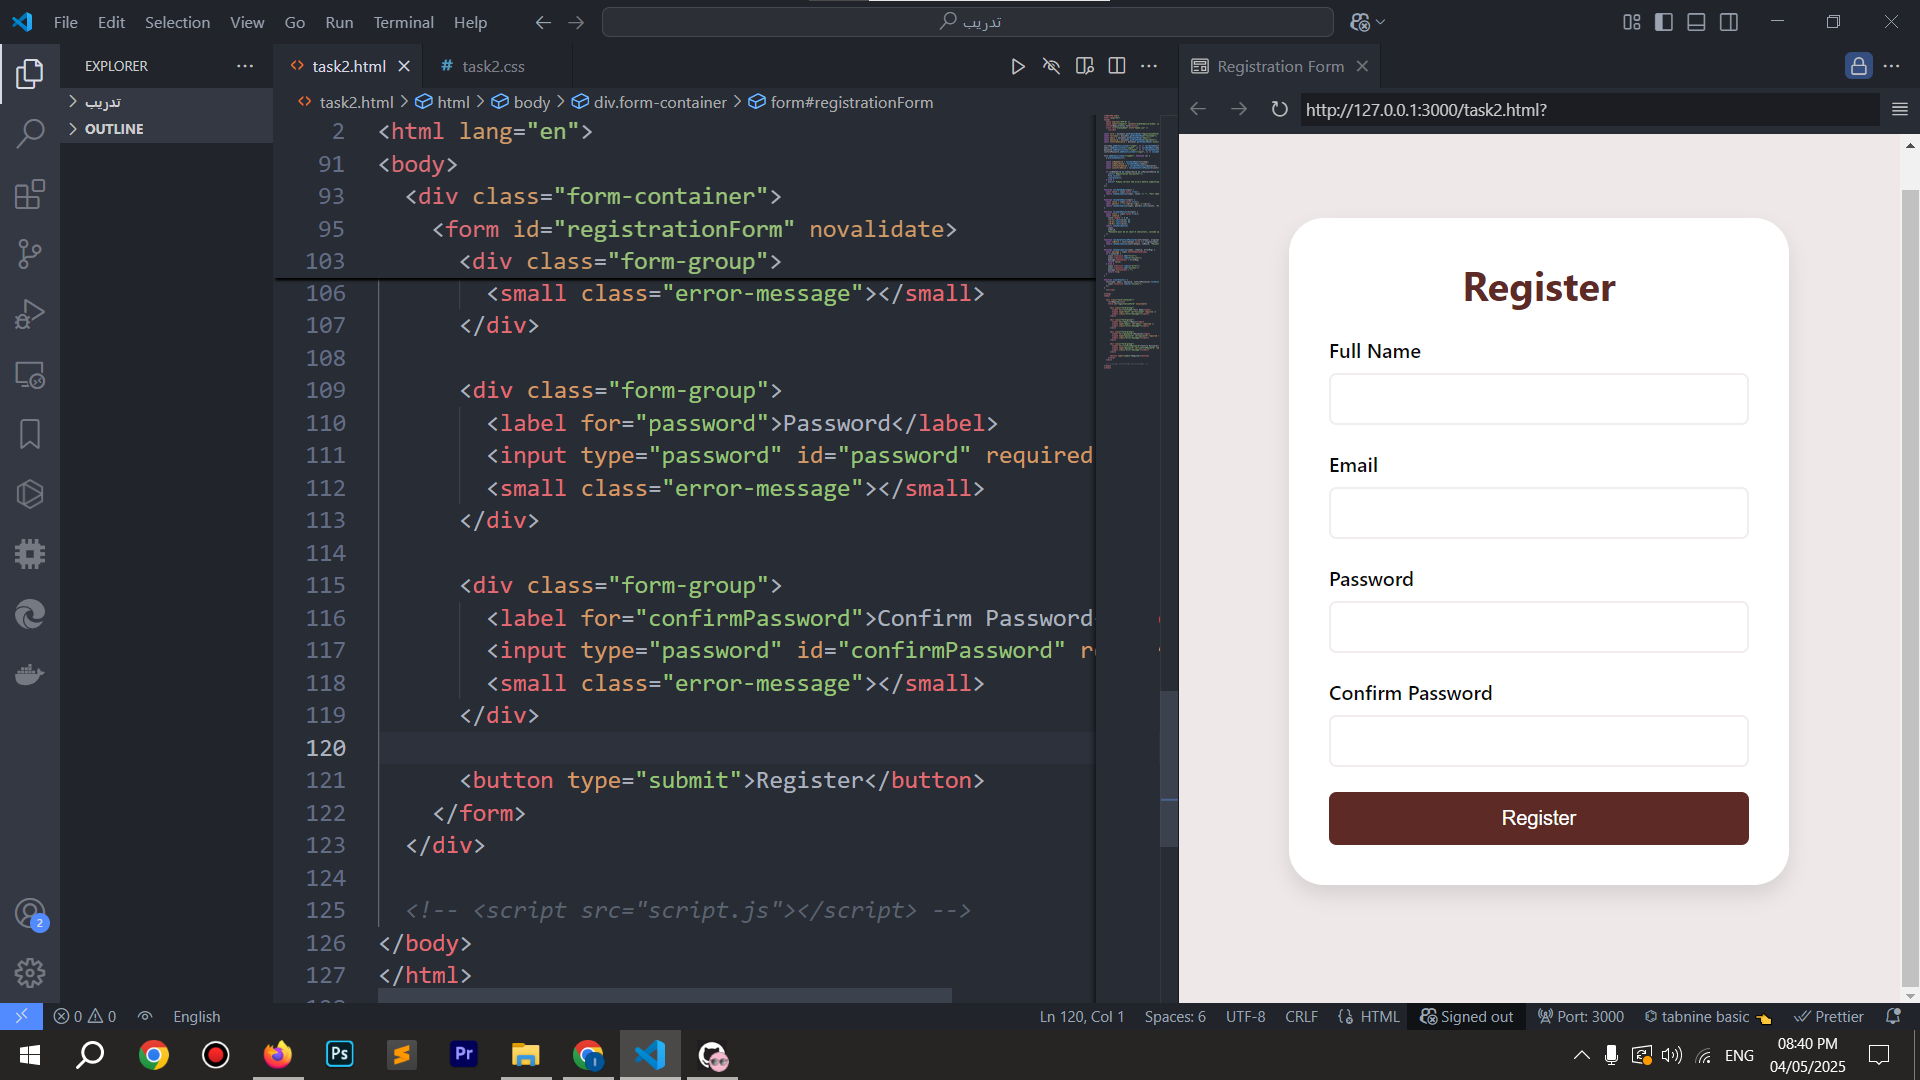 File Edit Selection View Go Run Terminal Help
تدريب
EXPLORER
تدريب
OUTLINE
task2.html
task2.css
task2.html > html > body > div.form-container > form#registrationForm
2 <html lang="en">
91 <body>
93 <div class="form-container">
95 <form id="registrationForm" novalidate>
103 <div class="form-group">
106 <small class="error-message"></small>
107 </div>
108
109 <div class="form-group">
110 <label for="password">Password</label>
111 <input type="password" id="password" required
112 <small class="error-message"></small>
113 </div>
114
115 <div class="form-group">
116 <label for="confirmPassword">Confirm Password
117 <input type="password" id="confirmPassword" r
118 <small class="error-message"></small>
119 </div>
120
121 <button type="submit">Register</button>
122 </form>
123 </div>
124
125 <!-- <script src="script.js"></script> -->
126 </body>
127 </html>
Registration Form
http://127.0.0.1:3000/task2.html?
Register
Full Name
Email
Password
Confirm Password
Register
2
0 0 English
Ln 120, Col 1 Spaces: 6 UTF-8 CRLF HTML Signed out Port: 3000 tabnine basic Prettier
Ps
Pr
ENG
08:40 PM
04/05/2025